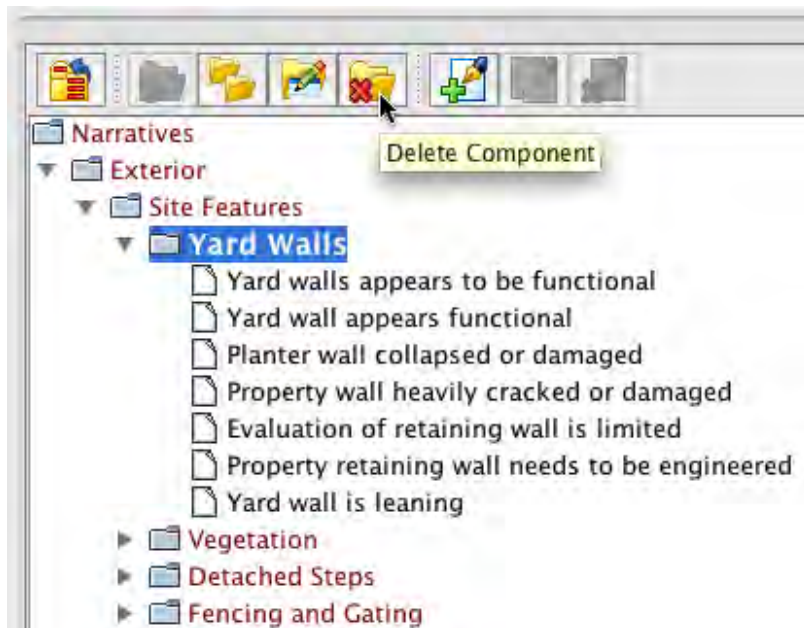 Delete Component
Narratives
Exterior
Site Features
Yard Walls
Yard walls appears to be functional
Yard wall appears functional
Planter wall collapsed or damaged
Property wall heavily cracked or damaged
Evaluation of retaining wall is limited
Property retaining wall needs to be engineered
Yard wall is leaning
Vegetation
Detached Steps
Fencing and Gating